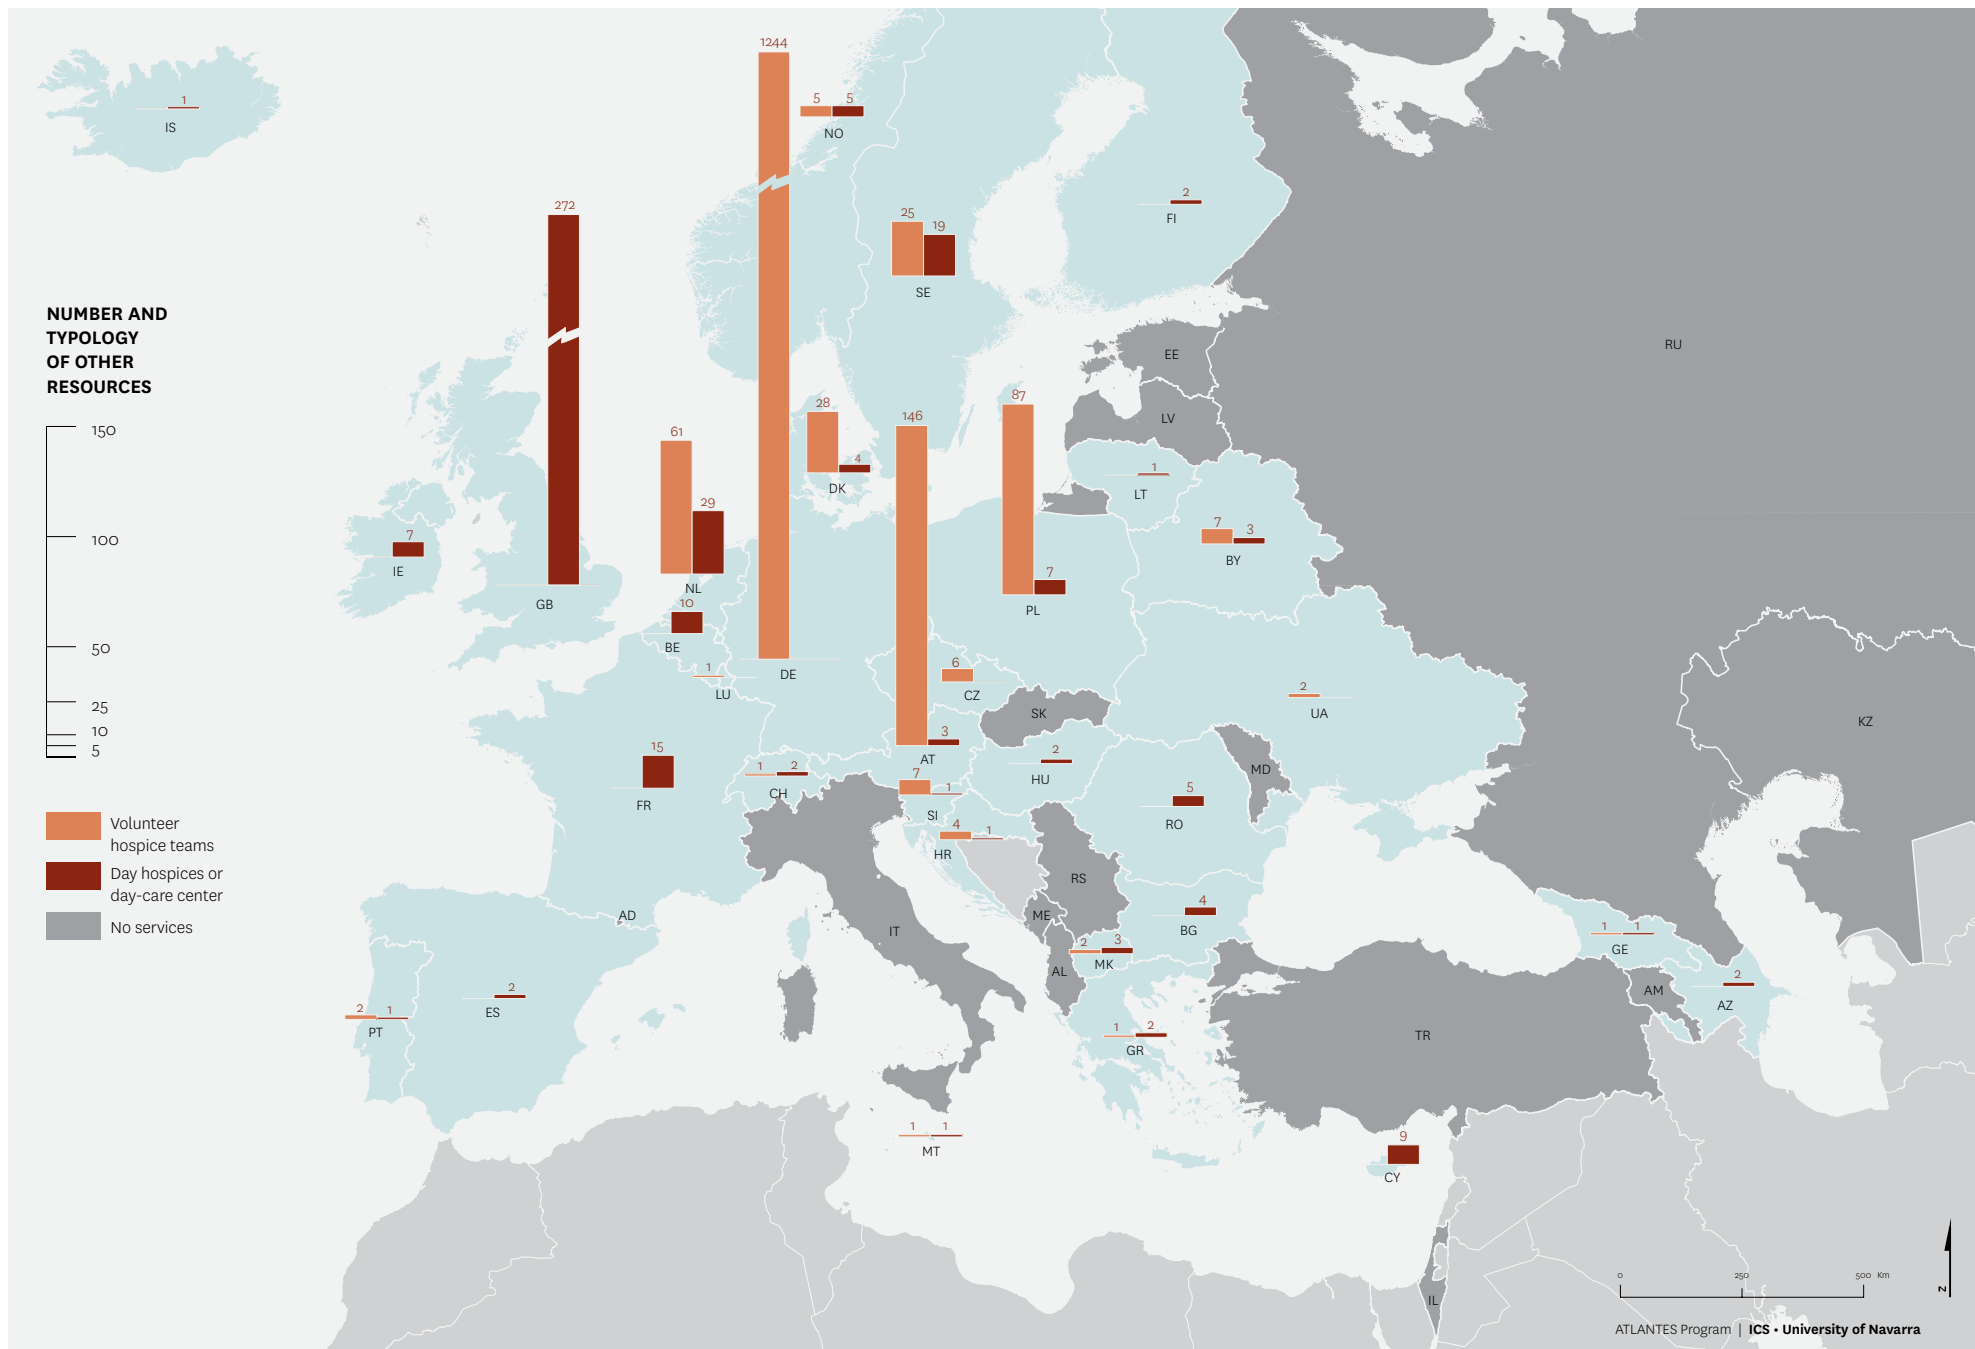 1244
1
IS
5 5
NO
2
FI
272
25
19
SE
NUMBER AND
TYPOLOGY
OF OTHER
RESOURCES
RU
EE
87
LV
28
146
61
150
4
DK
1
LT
29
7
3
BY
100
7
IE
7
PL
NL
GB
10
BE
50
1
LU
DE
6
CZ
2
UA
SK
25
10
5
KZ
15
FR
3
AT
1 2
CH
2
HU
MD
7
1
SI
5
RO
4
1
HR
Volunteer
hospice teams
Day hospices or
day-care center
No services
RS
AD
ME
IT
4
BG
2 3
MK
AL
1 1
GE
AM
2
AZ
2
ES
2 1
PT
1 2
GR
TR
1 1
MT
9
CY
IL
0 250 500 Km
N
ATLANTES Program | ICS • University of Navarra